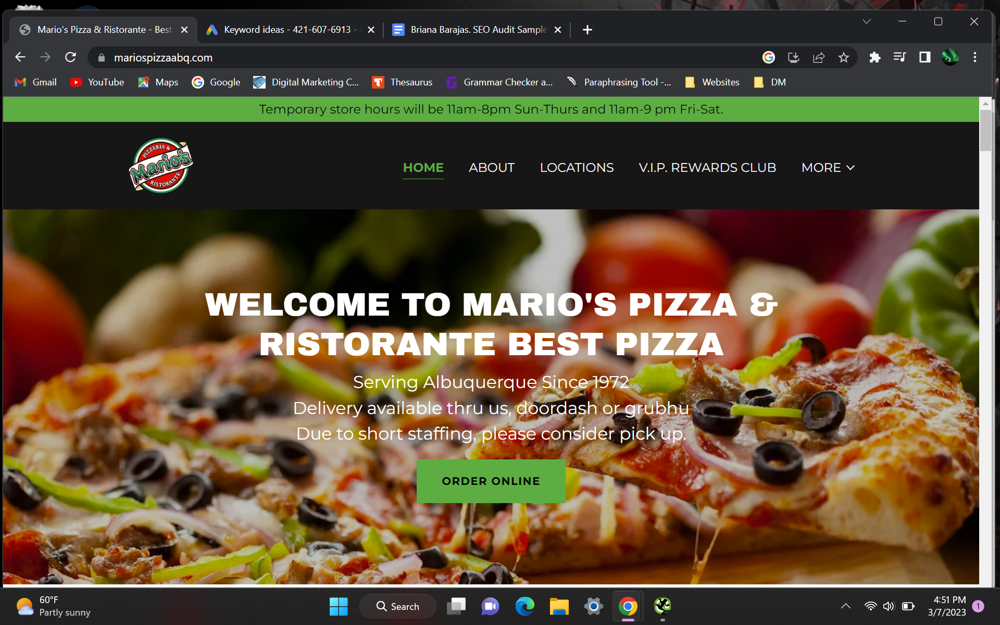 Mario's Pizza & Ristorante - Best
Keyword ideas - 421-607-6913 -
Briana Barajas. SEO Audit Sample
mariospizzaabq.com
Gmail
YouTube
Maps
Google
Digital Marketing C...
Thesaurus
Grammar Checker a...
Paraphrasing Tool -...
Websites
DM
Temporary store hours will be 11am-8pm Sun-Thurs and 11am-9 pm Fri-Sat.
PIZZERIA &
Mario's
RISTORANTE
HOME
ABOUT
LOCATIONS
V.I.P. REWARDS CLUB
MORE
WELCOME TO MARIO'S PIZZA &
RISTORANTE BEST PIZZA
Serving Albuquerque Since 1972
Delivery available thru us, doordash or grubhu
Due to short staffing, please consider pick up.
ORDER ONLINE
60°F
Partly sunny
Search
4:51 PM
3/7/2023
1